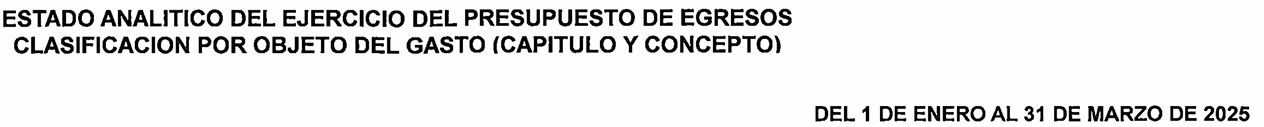 ESTADO ANALITICO DEL EJERCICIO DEL PRESUPUESTO DE EGRESOS
CLASIFICACION POR OBJETO DEL GASTO (CAPITULO Y CONCEPTO)
DEL 1 DE ENERO AL 31 DE MARZO DE 2025